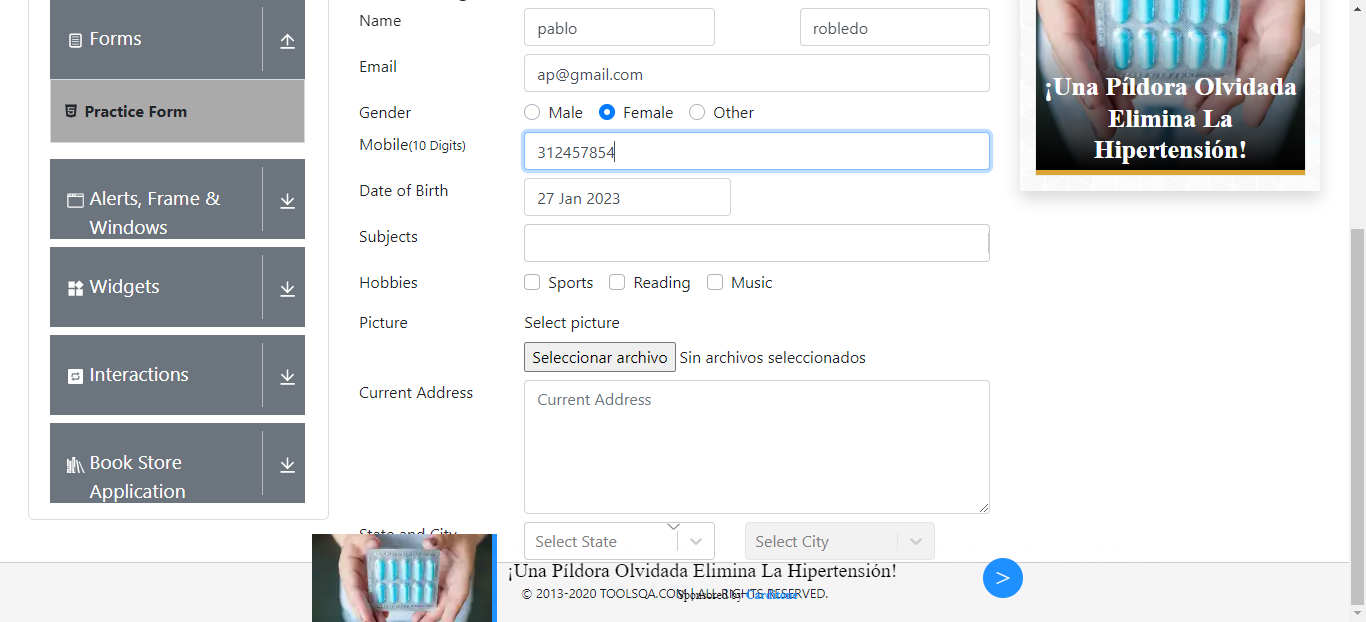 Forms
Practice Form
Alerts, Frame &
Windows
Widgets
Interactions
Book Store
Application
Name
pablo
robledo
Email
ap@gmail.com
Gender
Male
Female
Other
Mobile(10 Digits)
312457854
Date of Birth
27 Jan 2023
Subjects
Hobbies
Sports
Reading
Music
Picture
Select picture
Seleccionar archivo Sin archivos seleccionados
Current Address
Current Address
State and City
Select State
Select City
¡Una Píldora Olvidada
Elimina La
Hipertensión!
¡Una Píldora Olvidada Elimina La Hipertensión!
© 2013-2020 TOOLSQA.COM | ALL RIGHTS RESERVED.
Sponsored by